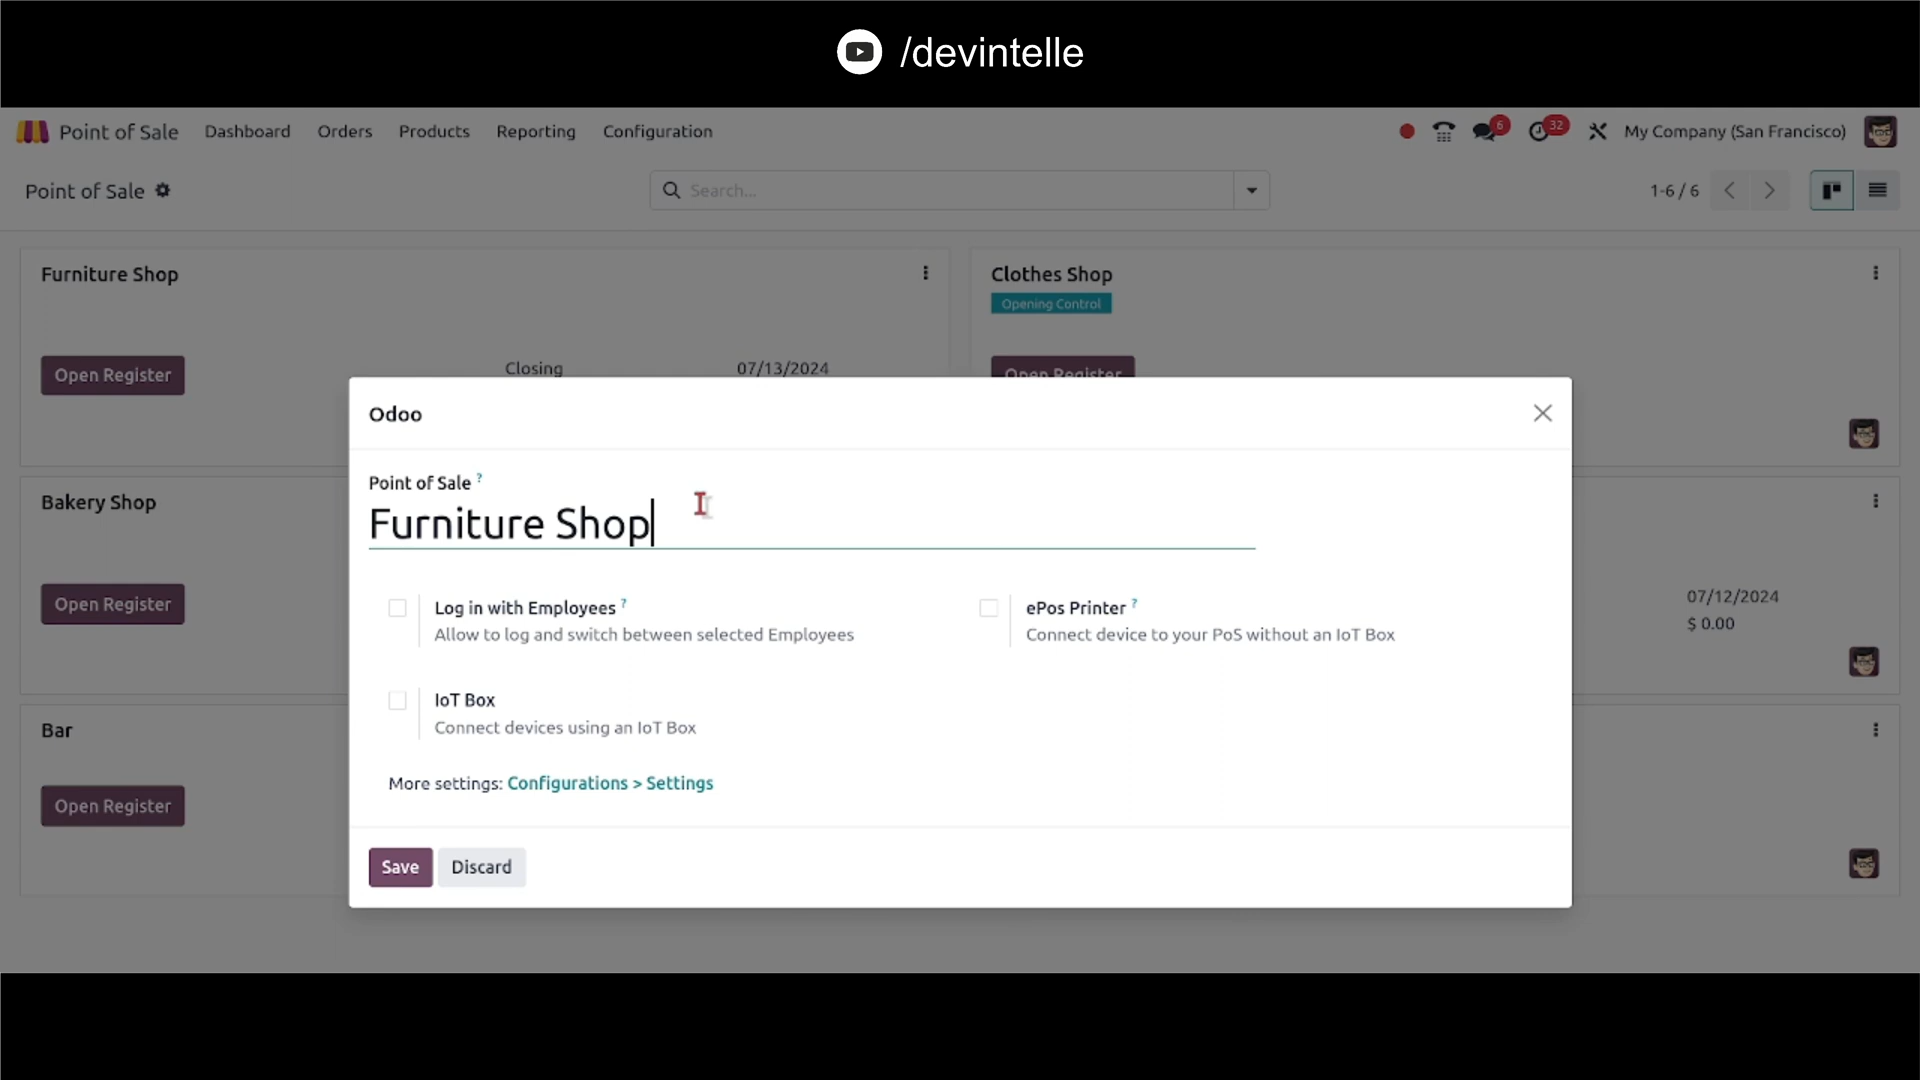 /devintelle
Point of Sale Dashboard Orders Products Reporting Configuration 6 32 My Company (San Francisco)
Point of Sale Search... 1-6 / 6
Furniture Shop
Clothes Shop
Opening Control
Open Register Closing 07/13/2024 Open Register
Odoo
Point of Sale ?
Furniture Shop
Bakery Shop
Open Register
07/12/2024
$ 0.00
Log in with Employees ?
Allow to log and switch between selected Employees
ePos Printer ?
Connect device to your PoS without an IoT Box
IoT Box
Connect devices using an IoT Box
Bar
Open Register
More settings: Configurations > Settings
Save Discard